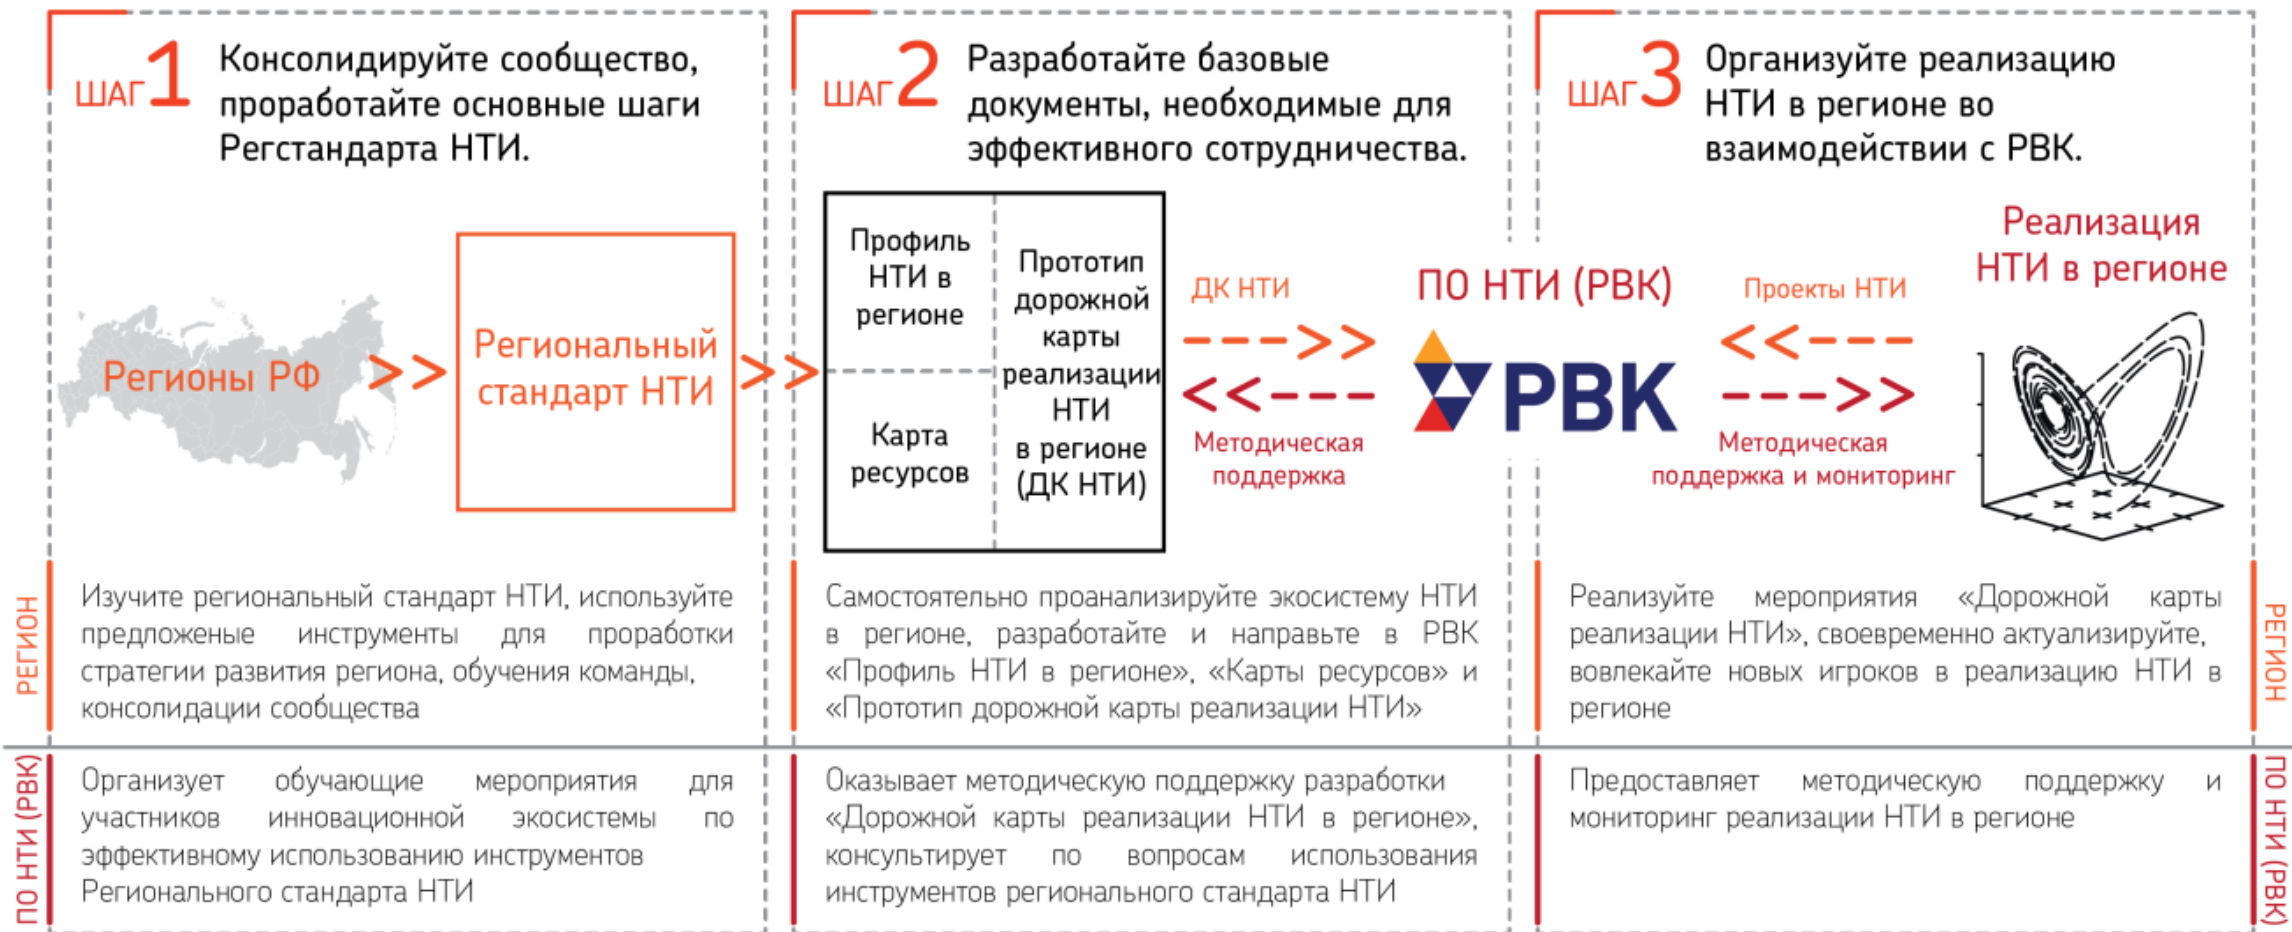 ШАГ 1
Консолидируйте сообщество,
проработайте основные шаги
Регстандарта НТИ.
Регионы РФ
Региональный
стандарт НТИ
ШАГ 2
Разработайте базовые
документы, необходимые для
эффективного сотрудничества.
Профиль
НТИ в
регионе
Карта
ресурсов
Прототип
дорожной
карты
реализации
НТИ
в регионе
(ДК НТИ)
ДК НТИ
Методическая
поддержка
ПО НТИ (РВК)
РВК
ШАГ 3
Организуйте реализацию
НТИ в регионе во
взаимодействии с РВК.
Проекты НТИ
Методическая
поддержка и мониторинг
Реализация
НТИ в регионе
РЕГИОН
Изучите региональный стандарт НТИ, используйте
предложеные инструменты для проработки
стратегии развития региона, обучения команды,
консолидации сообщества
Самостоятельно проанализируйте экосистему НТИ
в регионе, разработайте и направьте в РВК
«Профиль НТИ в регионе», «Карты ресурсов» и
«Прототип дорожной карты реализации НТИ»
Реализуйте мероприятия «Дорожной карты
реализации НТИ», своевременно актуализируйте,
вовлекайте новых игроков в реализацию НТИ в
регионе
РЕГИОН
ПО НТИ (РВК)
Организует обучающие мероприятия для
участников инновационной экосистемы по
эффективному использованию инструментов
Регионального стандарта НТИ
Оказывает методическую поддержку разработки
«Дорожной карты реализации НТИ в регионе»,
консультирует по вопросам использования
инструментов регионального стандарта НТИ
Предоставляет методическую поддержку и
мониторинг реализации НТИ в регионе
ПО НТИ (РВК)